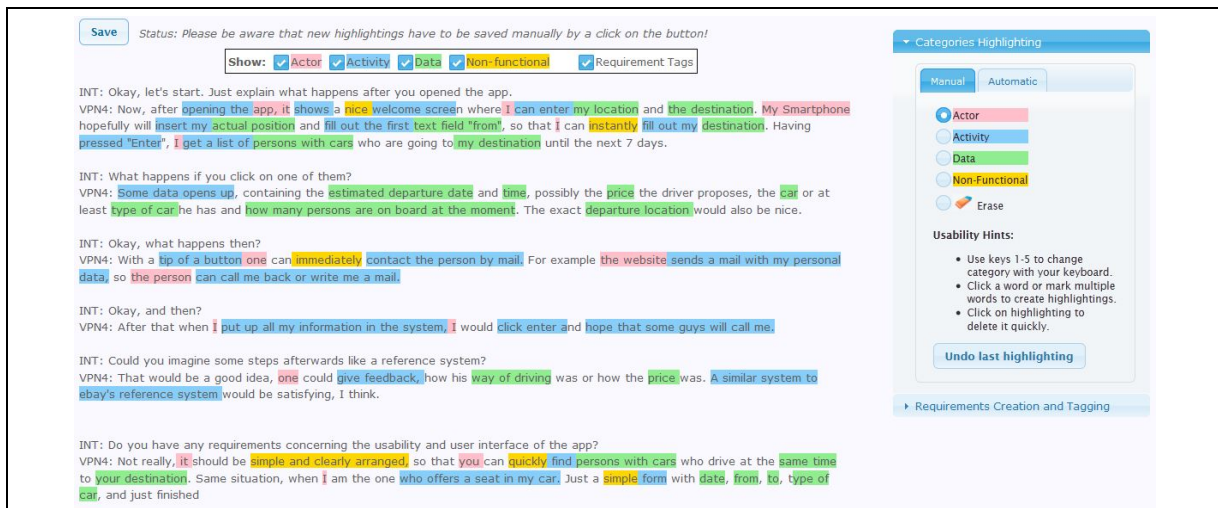 Save Status: Please be aware that new highlightings have to be saved manually by a click on the button!
Show: Actor Activity Data Non-functional Requirement Tags
INT: Okay, let's start. Just explain what happens after you opened the app.
VPN4: Now, after opening the app, it shows a nice welcome screen where I can enter my location and the destination. My Smartphone
hopefully will insert my actual position and fill out the first text field "from", so that I can instantly fill out my destination. Having
pressed "Enter", I get a list of persons with cars who are going to my destination until the next 7 days.
INT: What happens if you click on one of them?
VPN4: Some data opens up, containing the estimated departure date and time, possibly the price the driver proposes, the car or at
least type of car he has and how many persons are on board at the moment. The exact departure location would also be nice.
INT: Okay, what happens then?
VPN4: With a tip of a button one can immediately contact the person by mail. For example the website sends a mail with my personal
data, so the person can call me back or write me a mail.
INT: Okay, and then?
VPN4: After that when I put up all my information in the system, I would click enter and hope that some guys will call me.
INT: Could you imagine some steps afterwards like a reference system?
VPN4: That would be a good idea, one could give feedback, how his way of driving was or how the price was. A similar system to
ebay's reference system would be satisfying, I think.
INT: Do you have any requirements concerning the usability and user interface of the app?
VPN4: Not really, it should be simple and clearly arranged, so that you can quickly find persons with cars who drive at the same time
to your destination. Same situation, when I am the one who offers a seat in my car. Just a simple form with date, from, to, type of
car, and just finished
Categories Highlighting
Manual Automatic
Actor
Activity
Data
Non-Functional
Erase
Usability Hints:
• Use keys 1-5 to change
category with your keyboard.
• Click a word or mark multiple
words to create highlightings.
• Click on highlighting to
delete it quickly.
Undo last highlighting
Requirements Creation and Tagging